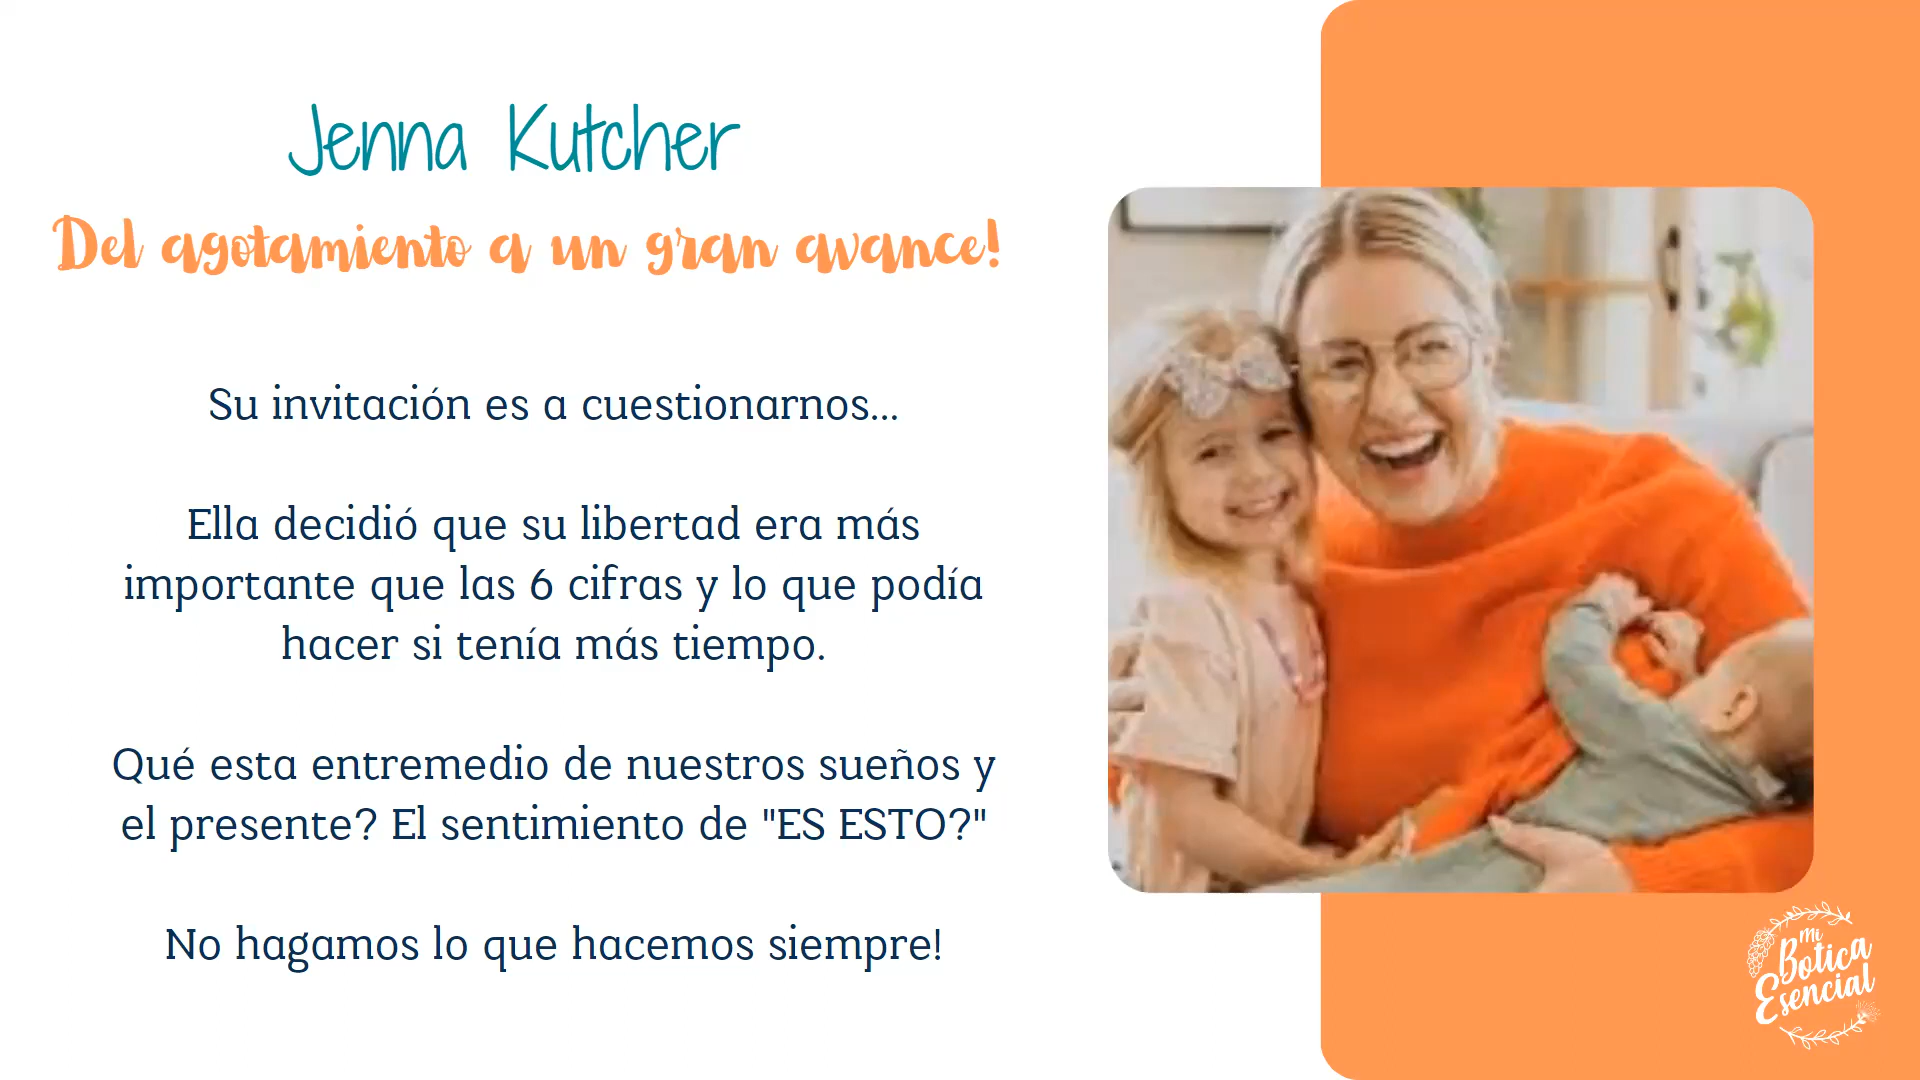 Jenna Kutcher
Del agotamiento a un gran avance!
Su invitación es a cuestionarnos...
Ella decidió que su libertad era más
importante que las 6 cifras y lo que podía
hacer si tenía más tiempo.
Qué esta entremedio de nuestros sueños y
el presente? El sentimiento de "ES ESTO?"
No hagamos lo que hacemos siempre!
Mi
Botica
Esencial